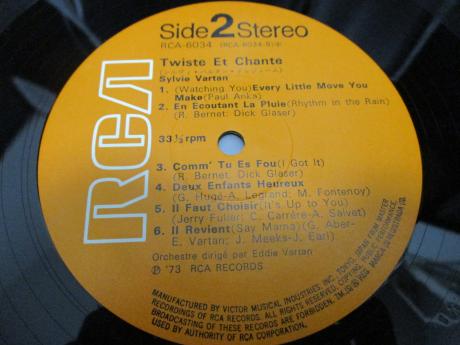 Side 2 Stereo
RCA-6034 (RCA-6034-B)
Twiste Et Chante
Sylvie Vartan
1. (Watching You) Every Little Move You
Make (Paul Anka)
2. En Ecoutant La Pluie (Rhythm in the Rain)
(R. Bernet: Dick Glaser)
33⅓ rpm
3. Comm' Tu Es Fou (I Got It)
(R. Bernet: Dick Glaser)
4. Deux Enfants Heureux
(G. Hugé-A. Legrand: M. Fontenoy)
5. Il Faut Choisir (It's Up to You)
(Jerry Fuller: C. Carrère-A. Salvet)
6. Il Revient (Say Mama) (G. Aber-
E. Vartan: J. Meeks-J. Earl)
Orchestre dirigé par Eddie Vartan
Ⓟ '73 RCA RECORDS
RCA
MANUFACTURED BY VICTOR MUSICAL INDUSTRIES, INC. TOKYO, JAPAN FROM MASTER
RECORDINGS OF RCA RECORDS. ALL RIGHTS RESERVED. COPYING, PUBLIC PERFORMANCE,
BROADCASTING OF THESE RECORDS ARE FORBIDDEN. TM.
USED BY AUTHORITY OF RCA CORPORATION.